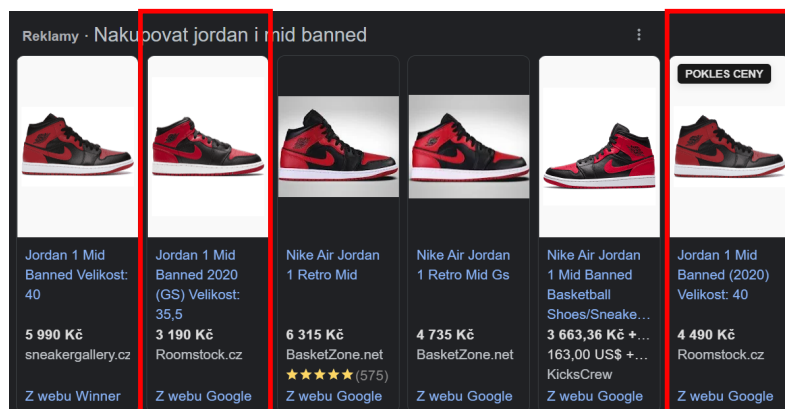 Reklamy · Nakupovat jordan i mid banned
Jordan 1 Mid
Banned Velikost:
40
5 990 Kč
sneakergallery.cz
Z webu Winner
Jordan 1 Mid
Banned 2020
(GS) Velikost:
35,5
3 190 Kč
Roomstock.cz
Z webu Google
Nike Air Jordan
1 Retro Mid
6 315 Kč
BasketZone.net
★★★★★(575)
Z webu Google
Nike Air Jordan
1 Retro Mid Gs
4 735 Kč
BasketZone.net
Z webu Google
Nike Air Jordan
1 Mid Banned
Basketball
Shoes/Sneake…
3 663,36 Kč +…
163,00 US$ +…
KicksCrew
Z webu Google
POKLES CENY
Jordan 1 Mid
Banned (2020)
Velikost: 40
4 490 Kč
Roomstock.cz
Z webu Google